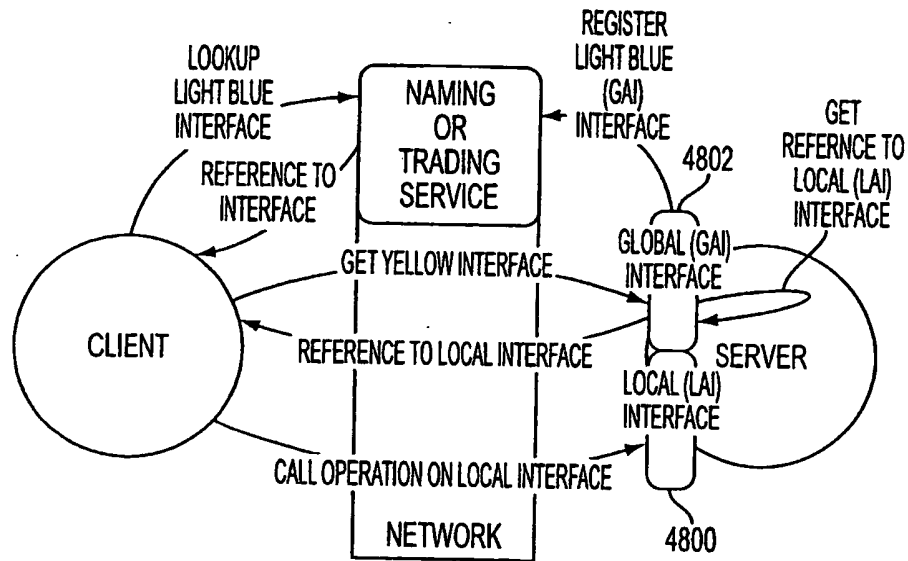 LOOKUP
LIGHT BLUE
INTERFACE
REFERENCE TO
INTERFACE
NAMING
OR
TRADING
SERVICE
REGISTER
LIGHT BLUE
(GAI)
INTERFACE
GET
REFERNCE TO
LOCAL (LAI)
INTERFACE
4802
GLOBAL (GAI)
INTERFACE
GET YELLOW INTERFACE
CLIENT
REFERENCE TO LOCAL INTERFACE
SERVER
LOCAL (LAI)
INTERFACE
CALL OPERATION ON LOCAL INTERFACE
NETWORK
4800